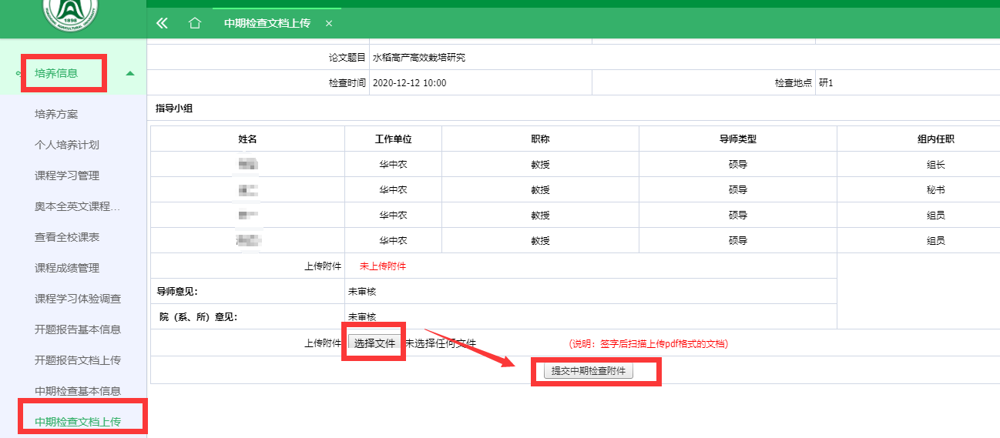 1898
中期检查文档上传 ×
培养信息
培养方案
个人培养计划
课程学习管理
奥本全英文课程...
查看全校课表
课程成绩管理
课程学习体验调查
开题报告基本信息
开题报告文档上传
中期检查基本信息
中期检查文档上传
论文题目 水稻高产高效栽培研究
检查时间 2020-12-12 10:00 检查地点 研1
指导小组
姓名 工作单位 职称 导师类型 组内任职
华中农 教授 硕导 组长
华中农 教授 硕导 秘书
华中农 教授 硕导 组员
华中农 教授 硕导 组员
上传附件 未上传附件
导师意见: 未审核
院（系、所）意见: 未审核
上传附件 选择文件 未选择任何文件 (说明：签字后扫描上传pdf格式的文档)
提交中期检查附件